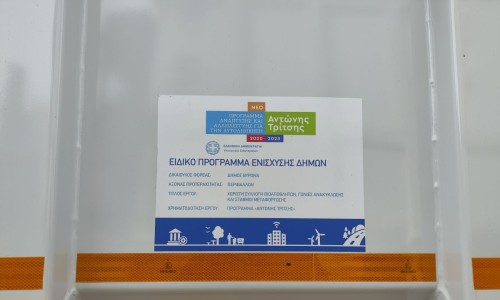 ΝΕΟ
ΠΡΟΓΡΑΜΜΑ
ΑΝΑΠΤΥΞΗΣ ΚΑΙ
ΑΛΛΗΛΕΓΓΥΗΣ ΓΙΑ
ΤΗΝ ΑΥΤΟΔΙΟΙΚΗΣΗ
Αντώνης
Τρίτσης
2020 2025
ΕΛΛΗΝΙΚΗ ΔΗΜΟΚΡΑΤΙΑ
Υπουργείο Εσωτερικών
ΕΙΔΙΚΟ ΠΡΟΓΡΑΜΜΑ ΕΝΙΣΧΥΣΗΣ ΔΗΜΩΝ
ΔΙΚΑΙΟΥΧΟΣ ΦΟΡΕΑΣ ΔΗΜΟΣ ΒΥΡΩΝΑ
ΑΞΟΝΑΣ ΠΡΟΤΕΡΑΙΟΤΗΤΑΣ ΠΕΡΙΒΑΛΛΟΝ
ΤΙΤΛΟΣ ΕΡΓΟΥ ΧΩΡΙΣΤΗ ΣΥΛΛΟΓΗ ΒΙΟΑΠΟΒΛΗΤΩΝ, ΓΩΝΙΕΣ ΑΝΑΚΥΚΛΩΣΗΣ
ΚΑΙ ΣΤΑΘΜΟΙ ΜΕΤΑΦΟΡΤΩΣΗΣ
ΧΡΗΜΑΤΟΔΟΤΗΣΗ ΕΡΓΟΥ ΠΡΟΓΡΑΜΜΑ «ΑΝΤΩΝΗΣ ΤΡΙΤΣΗΣ»